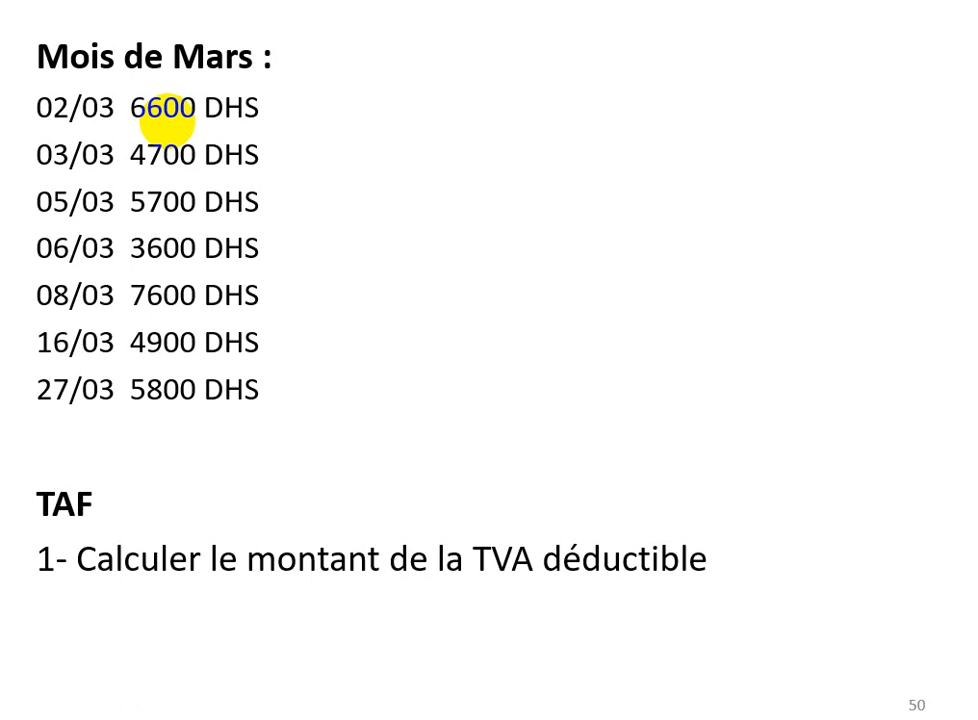 Mois de Mars :
02/03 6600 DHS
03/03 4700 DHS
05/03 5700 DHS
06/03 3600 DHS
08/03 7600 DHS
16/03 4900 DHS
27/03 5800 DHS
TAF
1- Calculer le montant de la TVA déductible
50